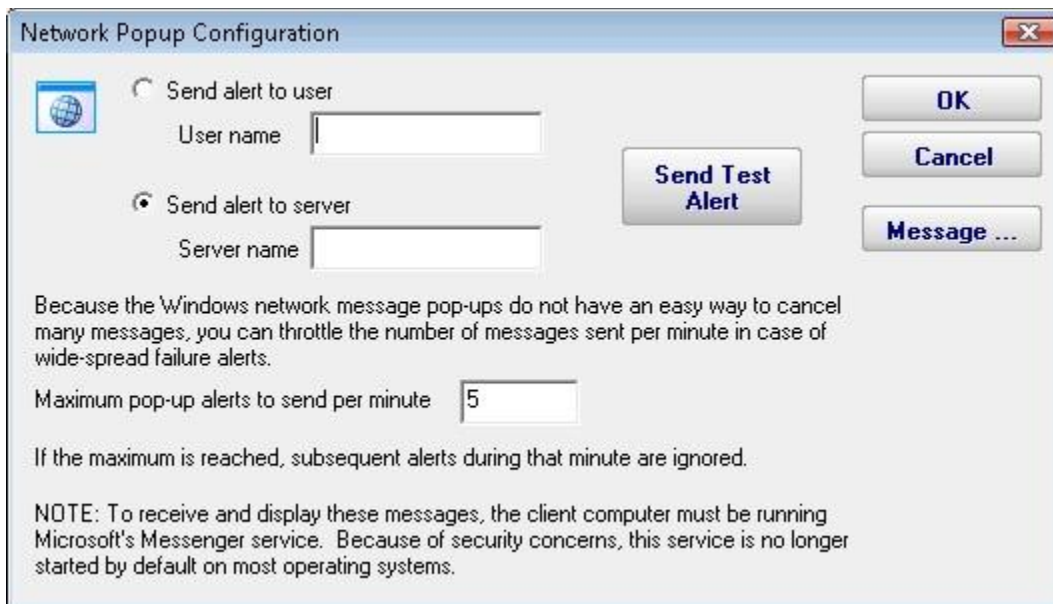 Network Popup Configuration
Send alert to user
User name
OK
Cancel
Send Test
Alert
Send alert to server
Message ...
Server name
Because the Windows network message pop-ups do not have an easy way to cancel
many messages, you can throttle the number of messages sent per minute in case of
wide-spread failure alerts.
Maximum pop-up alerts to send per minute 5
If the maximum is reached, subsequent alerts during that minute are ignored.
NOTE: To receive and display these messages, the client computer must be running
Microsoft's Messenger service. Because of security concerns, this service is no longer
started by default on most operating systems.